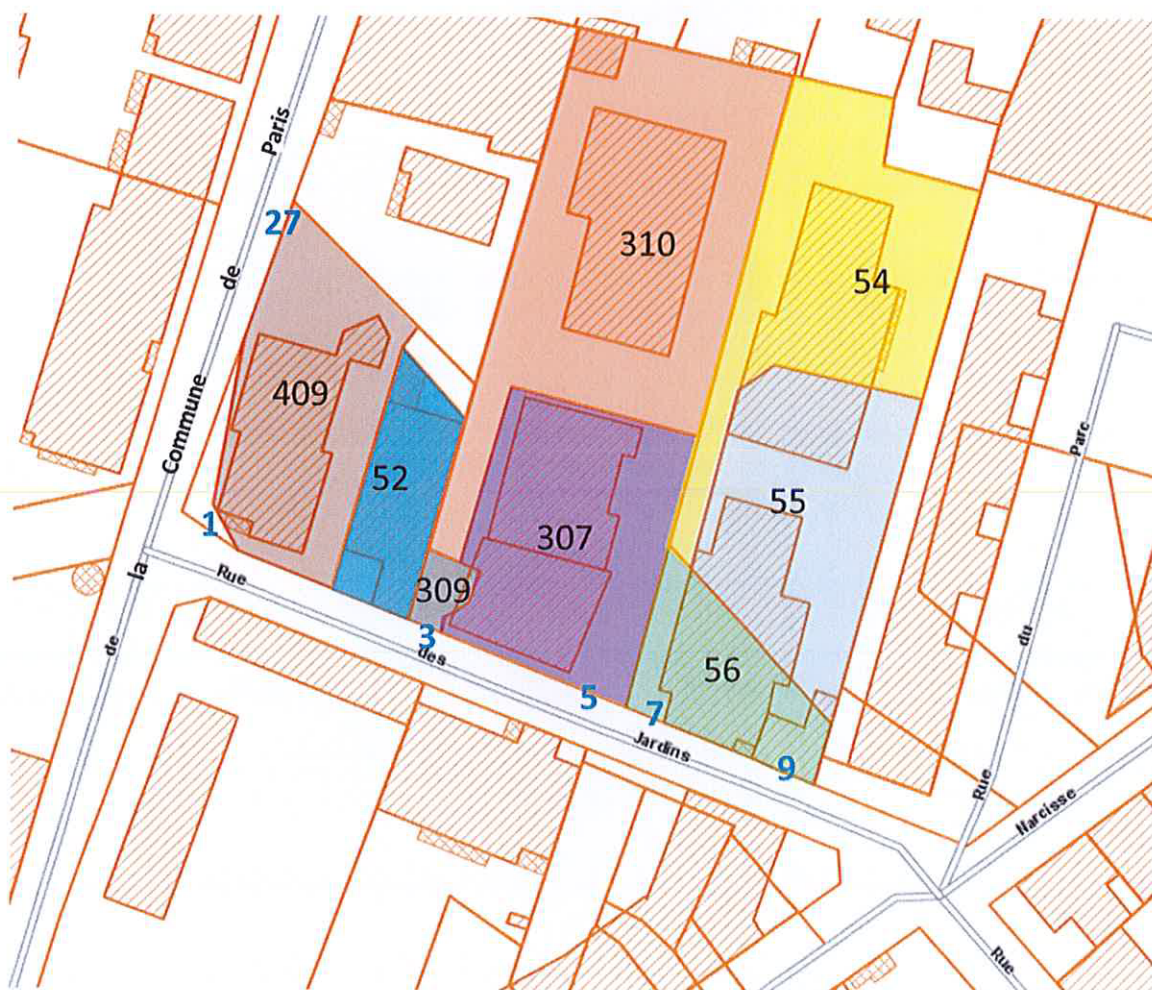 Paris
27
de
310
54
409
Commune
52
Parc
55
1
307
la
Rue
309
3
des
de
du
56
5
7
Jardins
9
Rue
Narcisse
Rue